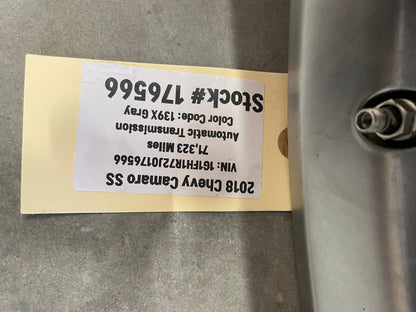 2018 Chevy Camaro SS
VIN: 1G1FH1R72J0176566
71,323 Miles
Automatic Transmission
Color Code: 139X Gray
Stock# 176566